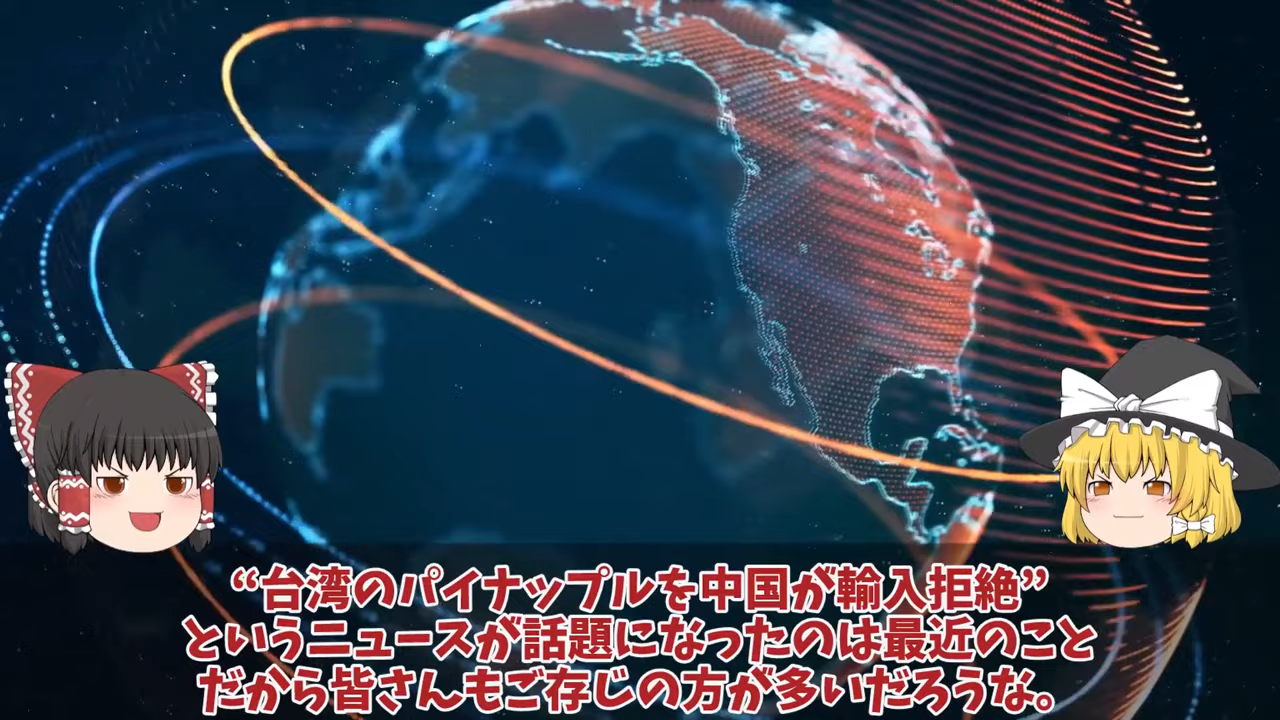 “台湾のパイナップルを中国が輸入拒絶”
というニュースが話題になったのは最近のこと
だから皆さんもご存じの方が多いだろうな。